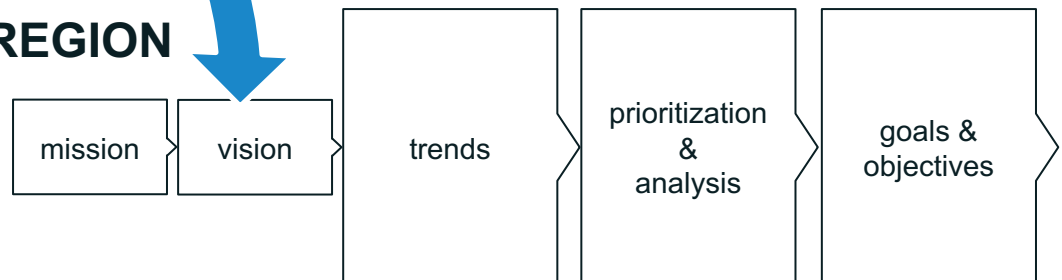 REGION
mission
vision
trends
prioritization
&
analysis
goals &
objectives